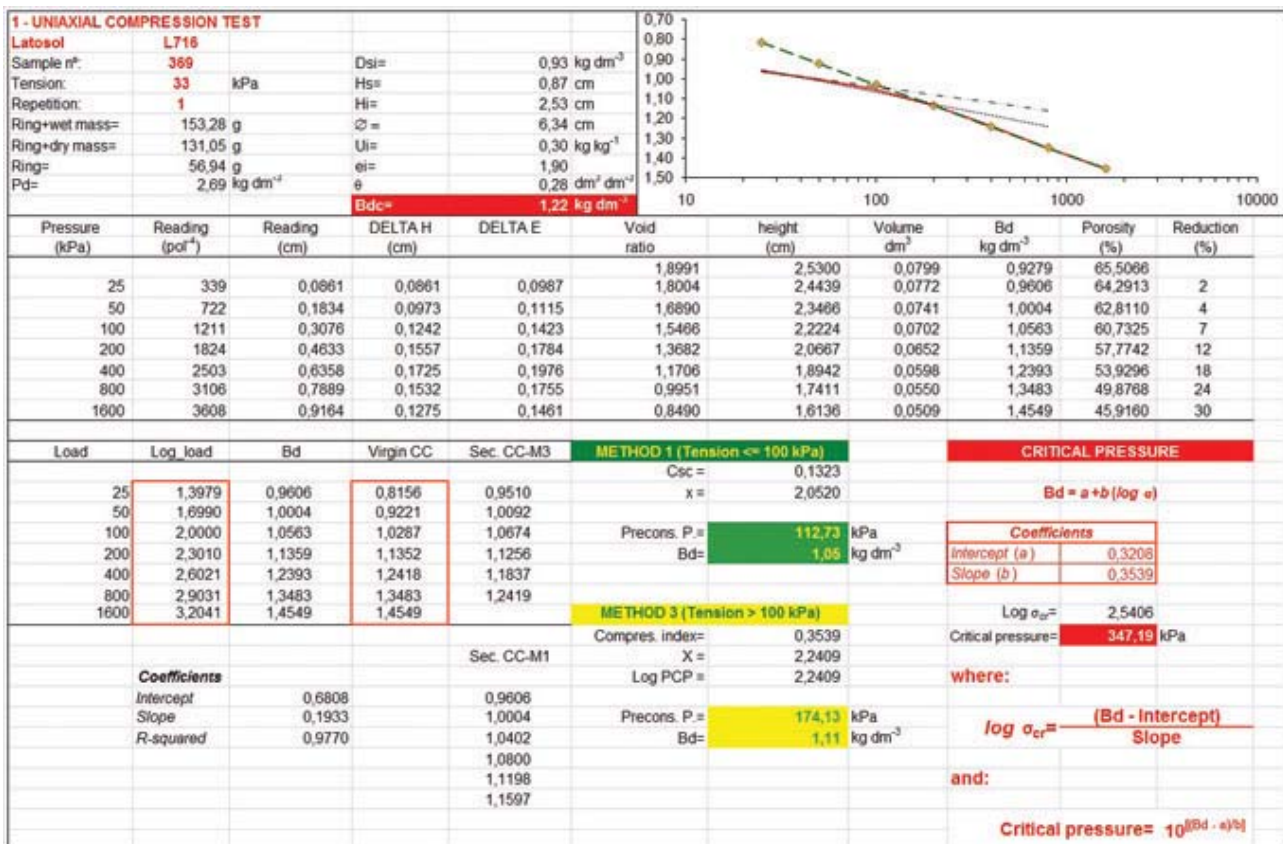 1 - UNIAXIAL COMPRESSION TEST
Latosol L716
Sample nº: 369 Dsi= 0,93 kg dm-3
Tension: 33 kPa Hs= 0,87 cm
Repetition: 1 Hi= 2,53 cm
Ring+wet mass= 153,28 g Ø = 6,34 cm
Ring+dry mass= 131,05 g Ui= 0,30 kg kg-1
Ring= 56,94 g ei= 1,90
Pd= 2,69 kg dm-3 θ 0,28 dm3 dm-3
Bdc= 1,22 kg dm-3
0,70
0,80
0,90
1,00
1,10
1,20
1,30
1,40
1,50
10 100 1000 10000
Pressure Reading Reading DELTA H DELTA E Void height Volume Bd Porosity Reduction
(kPa) (pol-4) (cm) (cm) ratio (cm) dm3 kg dm-3 (%) (%)
1,8991 2,5300 0,0799 0,9279 65,5066
25 339 0,0861 0,0861 0,0987 1,8004 2,4439 0,0772 0,9606 64,2913 2
50 722 0,1834 0,0973 0,1115 1,6890 2,3466 0,0741 1,0004 62,8110 4
100 1211 0,3076 0,1242 0,1423 1,5466 2,2224 0,0702 1,0563 60,7325 7
200 1824 0,4633 0,1557 0,1784 1,3682 2,0667 0,0652 1,1359 57,7742 12
400 2503 0,6358 0,1725 0,1976 1,1706 1,8942 0,0598 1,2393 53,9296 18
800 3106 0,7889 0,1532 0,1755 0,9951 1,7411 0,0550 1,3483 49,8768 24
1600 3608 0,9164 0,1275 0,1461 0,8490 1,6136 0,0509 1,4549 45,9160 30
Load Log_load Bd Virgin CC Sec. CC-M3 METHOD 1 (Tension <= 100 kPa) CRITICAL PRESSURE
Csc = 0,1323
25 1,3979 0,9606 0,8156 0,9510 x = 2,0520 Bd = a+b (log σ)
50 1,6990 1,0004 0,9221 1,0092
100 2,0000 1,0563 1,0287 1,0674 Precons. P.= 112,73 kPa Coefficients
200 2,3010 1,1359 1,1352 1,1256 Bd= 1,05 kg dm-3 Intercept (a) 0,3208
400 2,6021 1,2393 1,2418 1,1837 Slope (b) 0,3539
800 2,9031 1,3483 1,3483 1,2419
1600 3,2041 1,4549 1,4549 METHOD 3 (Tension > 100 kPa) Log σcr= 2,5406
Compres. index= 0,3539 Critical pressure= 347,19 kPa
Sec. CC-M1 X = 2,2409
Coefficients Log PCP = 2,2409 where:
Intercept 0,6808 0,9606
Slope 0,1933 1,0004 Precons. P.= 174,13 kPa
R-squared 0,9770 1,0402 Bd= 1,11 kg dm-3
log σcr= (Bd - Intercept)
Slope
1,0800
1,1198 and:
1,1597
Critical pressure= 10[(Bd - a)/b]